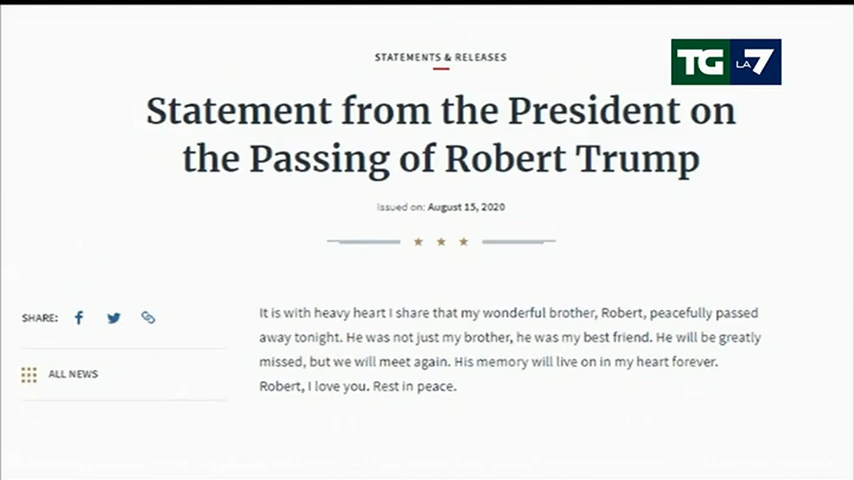 STATEMENTS & RELEASES
TG LA 7
Statement from the President on
the Passing of Robert Trump
Issued on: August 15, 2020
SHARE:
ALL NEWS
It is with heavy heart I share that my wonderful brother, Robert, peacefully passed
away tonight. He was not just my brother, he was my best friend. He will be greatly
missed, but we will meet again. His memory will live on in my heart forever.
Robert, I love you. Rest in peace.